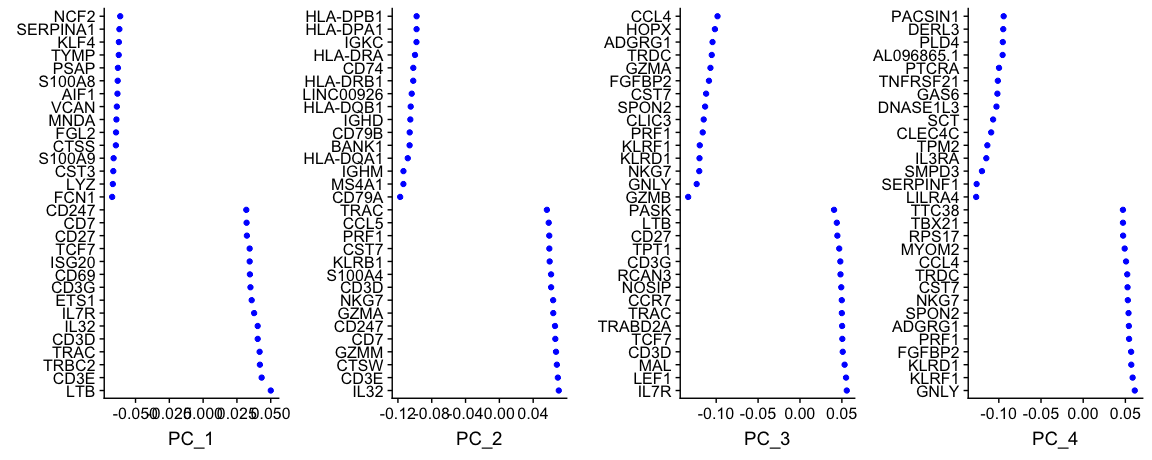 NCF2
SERPINA1
KLF4
TYMP
PSAP
S100A8
AIF1
VCAN
MNDA
FGL2
CTSS
S100A9
CST3
LYZ
FCN1
CD247
CD7
CD27
TCF7
ISG20
CD69
CD3G
ETS1
IL7R
IL32
CD3D
TRAC
TRBC2
CD3E
LTB
-0.050 -0.025 0.000 0.025 0.050
PC_1
HLA-DPB1
HLA-DPA1
IGKC
HLA-DRA
CD74
HLA-DRB1
LINC00926
HLA-DQB1
IGHD
CD79B
BANK1
HLA-DQA1
IGHM
MS4A1
CD79A
TRAC
CCL5
PRF1
CST7
KLRB1
S100A4
CD3D
NKG7
GZMA
CD247
CD7
GZMM
CTSW
CD3E
IL32
-0.12 -0.08 -0.04 0.00 0.04
PC_2
CCL4
HOPX
ADGRG1
TRDC
GZMA
FGFBP2
CST7
SPON2
CLIC3
PRF1
KLRF1
KLRD1
NKG7
GNLY
GZMB
PASK
LTB
CD27
TPT1
CD3G
RCAN3
NOSIP
CCR7
TRAC
TRABD2A
TCF7
CD3D
MAL
LEF1
IL7R
-0.10 -0.05 0.00 0.05
PC_3
PACSIN1
DERL3
PLD4
AL096865.1
PTCRA
TNFRSF21
GAS6
DNASE1L3
SCT
CLEC4C
TPM2
IL3RA
SMPD3
SERPINF1
LILRA4
TTC38
TBX21
RPS17
MYOM2
CCL4
TRDC
CST7
NKG7
SPON2
ADGRG1
PRF1
FGFBP2
KLRD1
KLRF1
GNLY
-0.10 -0.05 0.00 0.05
PC_4